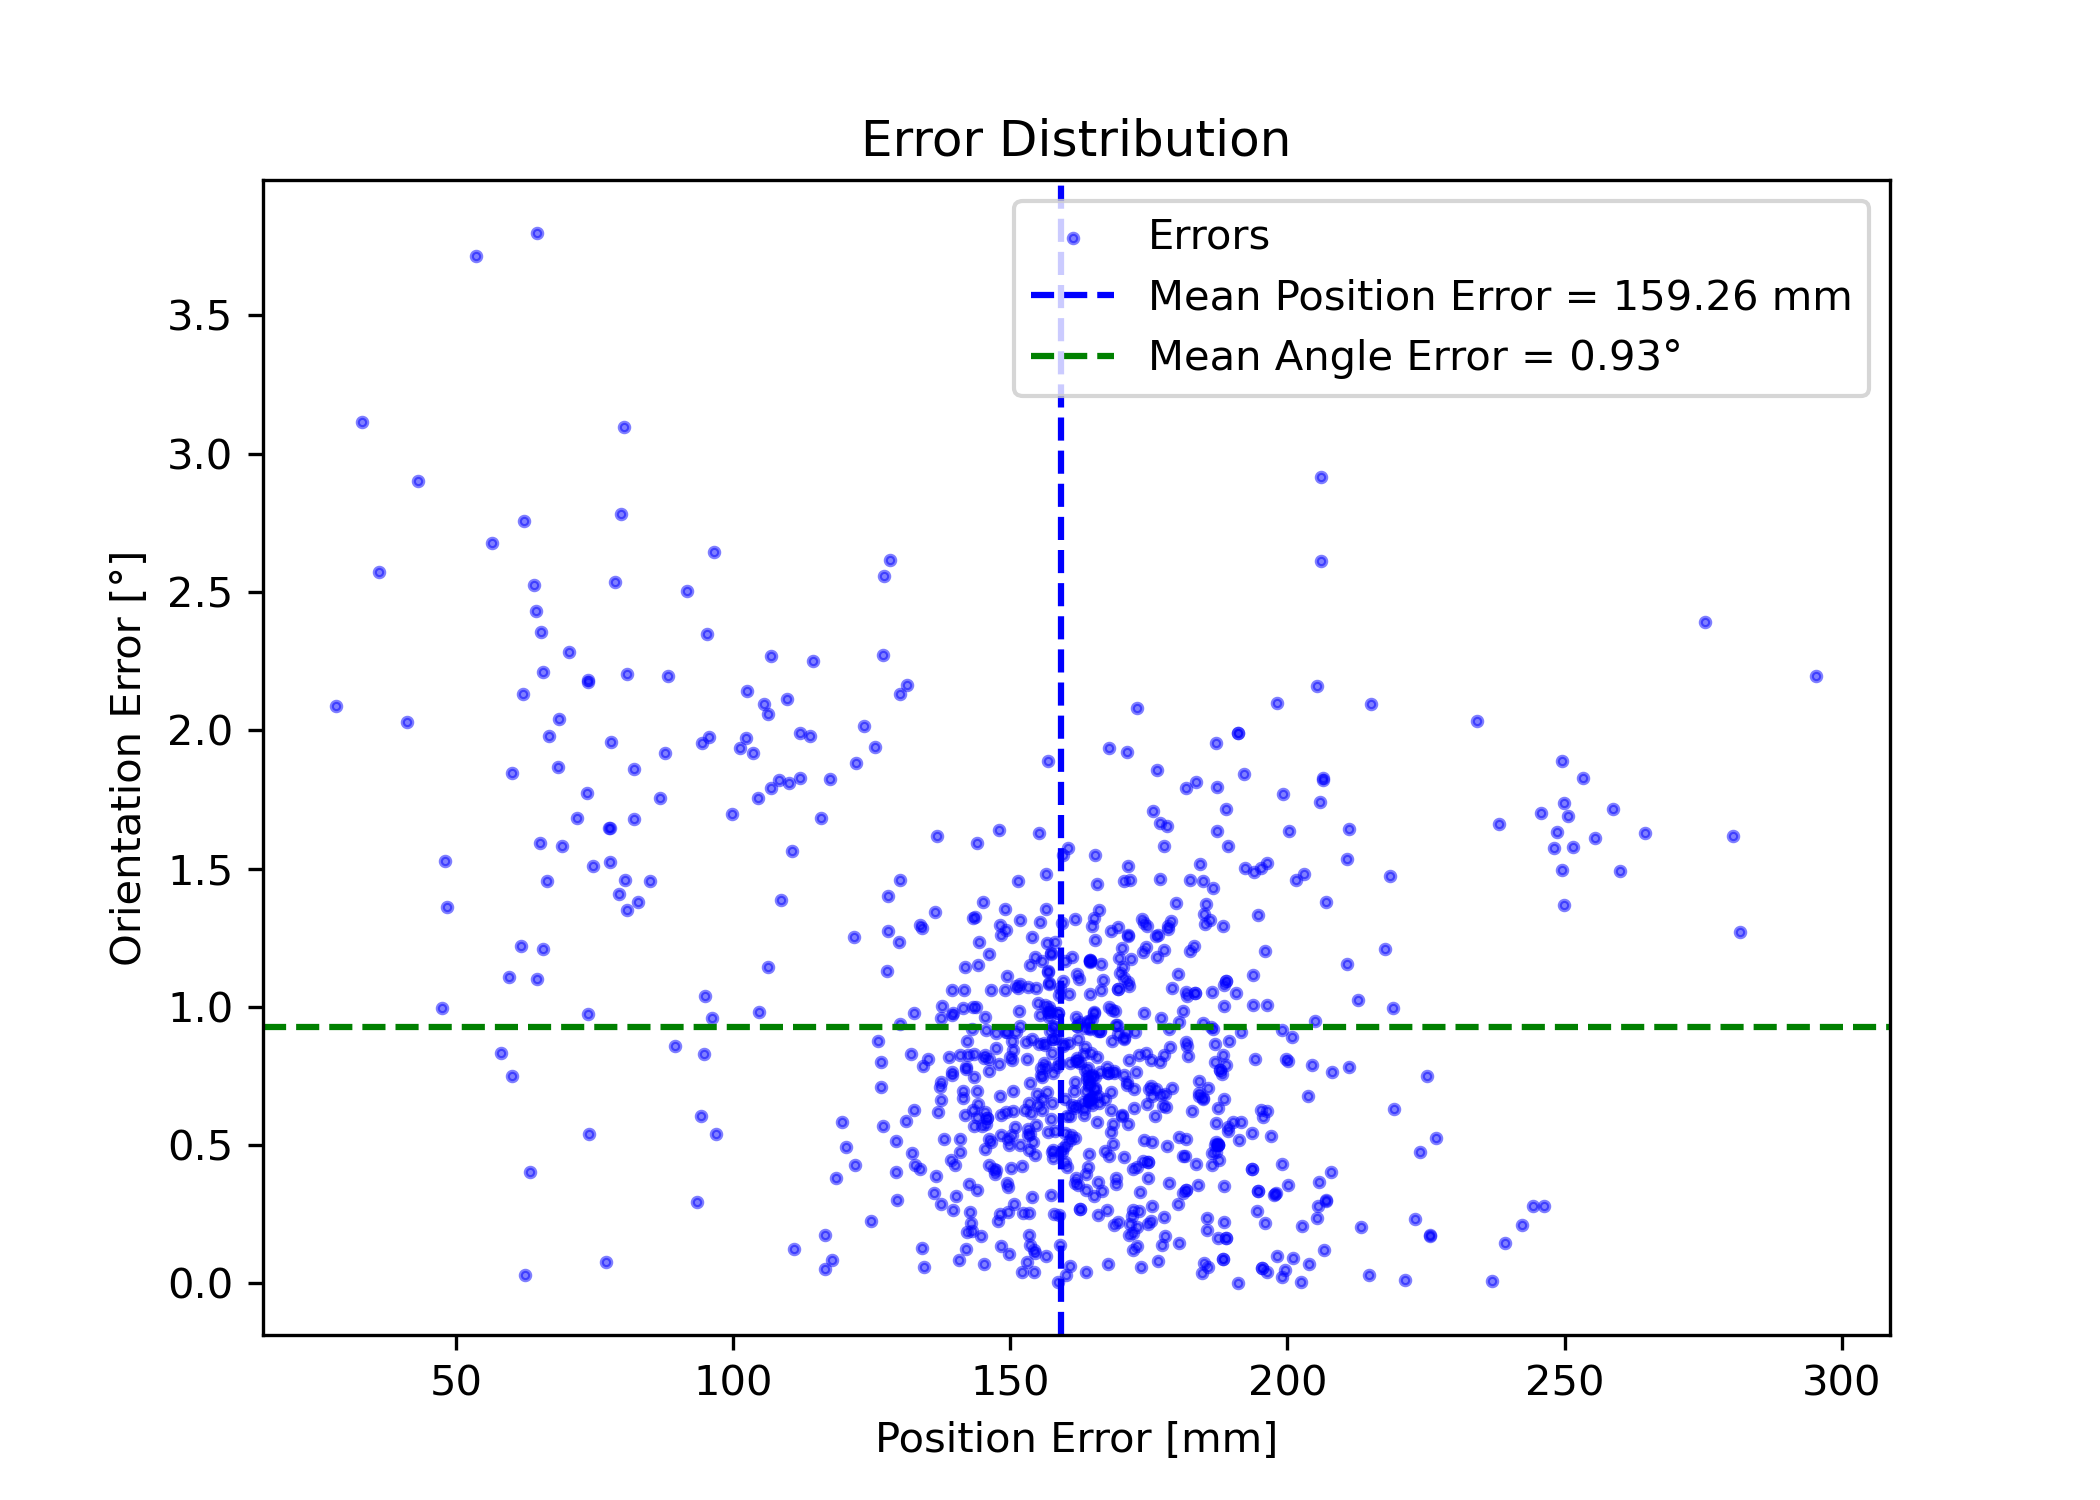 Error Distribution
Errors
Mean Position Error = 159.26 mm
Mean Angle Error = 0.93°
Orientation Error [°]
3.5
3.0
2.5
2.0
1.5
1.0
0.5
0.0
50 100 150 200 250 300
Position Error [mm]